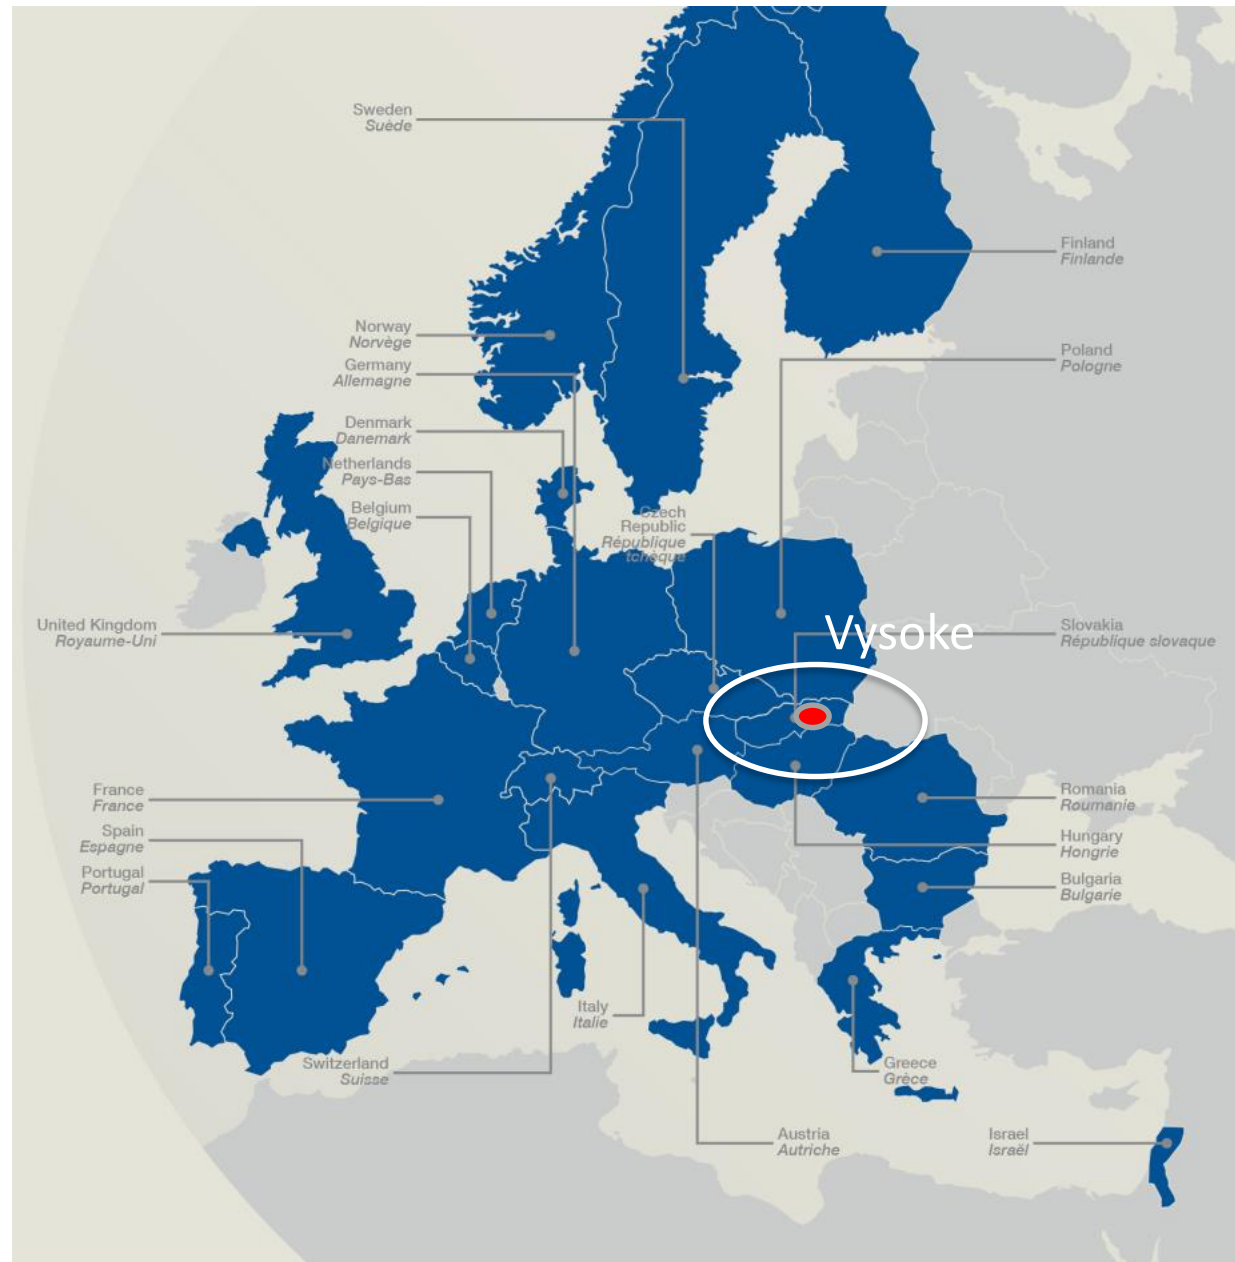 Sweden
Suède
Finland
Finlande
Norway
Norvège
Germany
Allemagne
Poland
Pologne
Denmark
Danemark
Netherlands
Pays-Bas
Belgium
Belgique
Czech
Republic
République
tchèque
United Kingdom
Royaume-Uni
Vysoke
Slovakia
République slovaque
France
France
Spain
Espagne
Portugal
Portugal
Romania
Roumanie
Hungary
Hongrie
Bulgaria
Bulgarie
Italy
Italie
Switzerland
Suisse
Greece
Grèce
Austria
Autriche
Israel
Israël